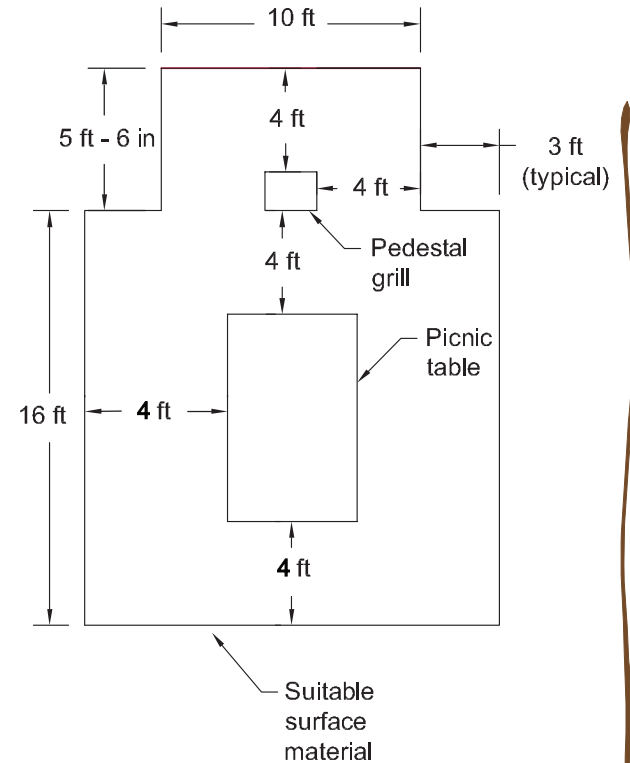 10 ft
4 ft
5 ft - 6 in
3 ft
(typical)
4 ft
Pedestal
grill
4 ft
Picnic
table
16 ft
4 ft
4 ft
Suitable
surface
material